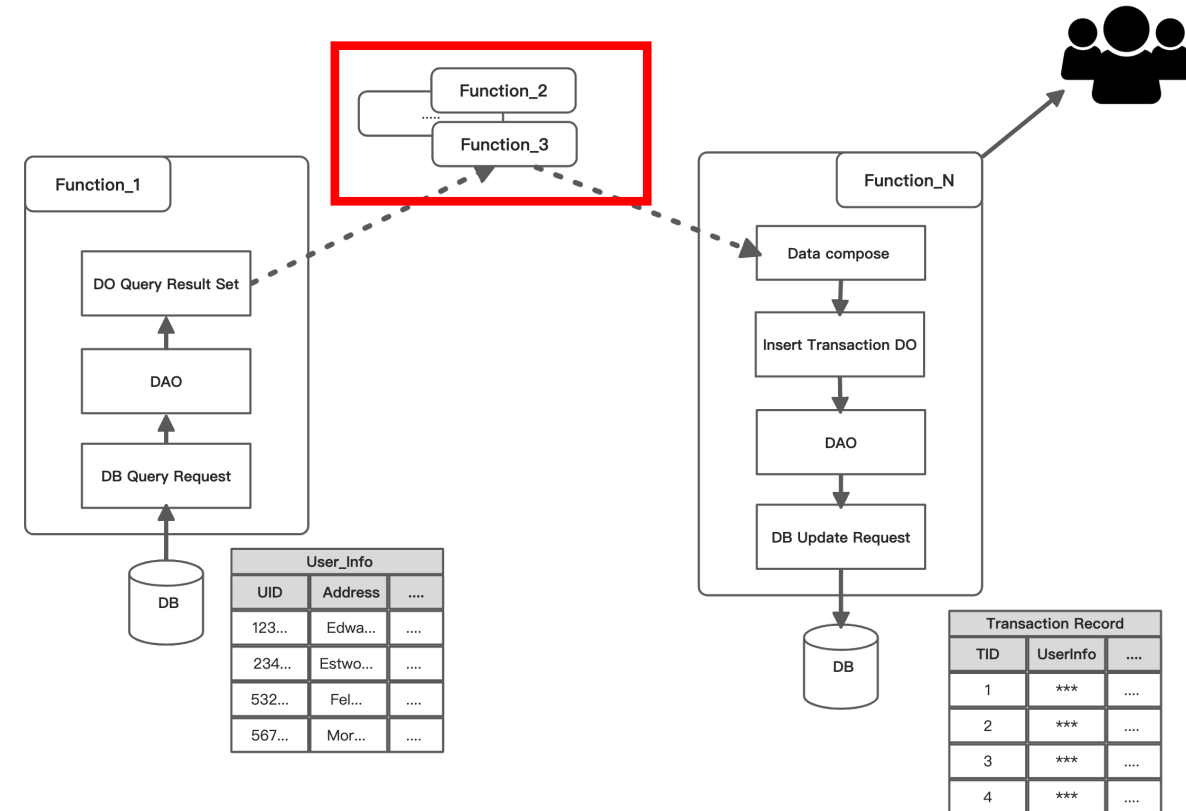 Function_2
.....
Function_3
Function_1
DO Query Result Set
DAO
DB Query Request
DB
User_Info
UID Address ....
123... Edwa... ....
234... Estwo... ....
532... Fel... ....
567... Mor... ....
Function_N
Data compose
Insert Transaction DO
DAO
DB Update Request
DB
Transaction Record
TID UserInfo ....
1 *** ....
2 *** ....
3 *** ....
4 *** ....